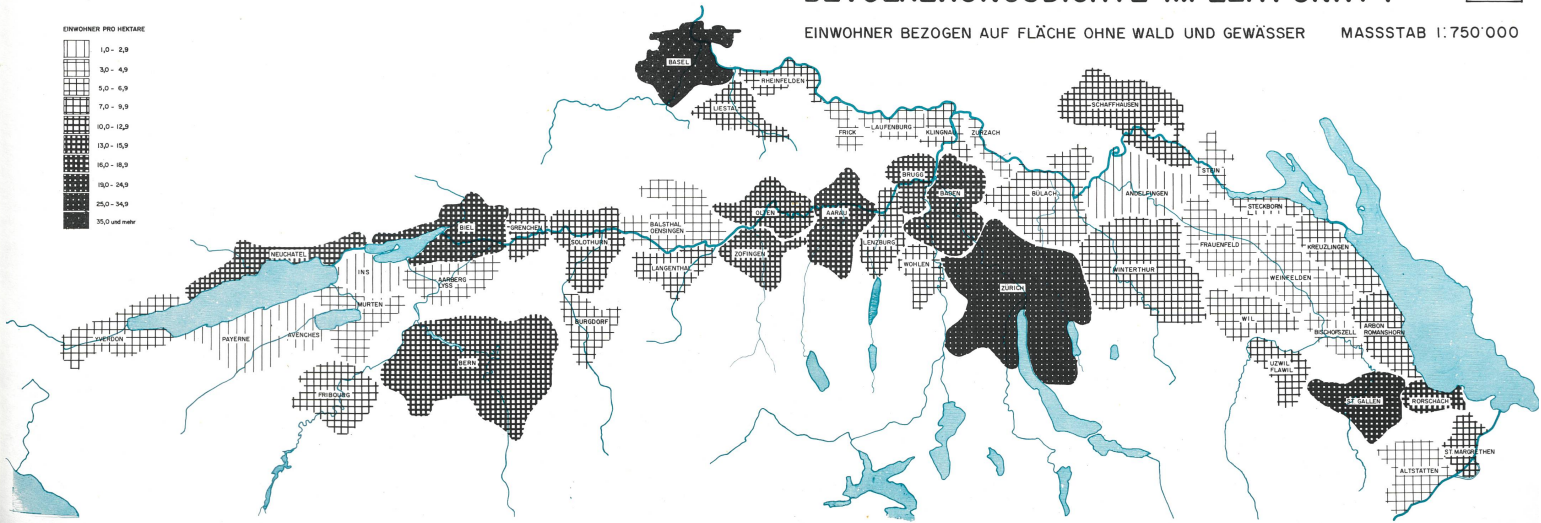 EINWOHNER BEZOGEN AUF FLÄCHE OHNE WALD UND GEWÄSSER MASSSTAB 1:750'000
EINWOHNER PRO HEKTARE
1,0 - 2,9
3,0 - 4,9
5,0 - 6,9
7,0 - 9,9
10,0 - 12,9
13,0 - 15,9
16,0 - 18,9
19,0 - 24,9
25,0 - 34,9
35,0 und mehr
BASEL
RHEINFELDEN
LIESTAL
FRICK
LAUFENBURG
KLINGNAU
ZURZACH
SCHAFFHAUSEN
STEIN
BRUGG
BADEN
BÜLACH
ANDELFINGEN
STECKBORN
OLTEN
AARAU
BALSTHAL
OENSINGEN
BIEL
GRENCHEN
SOLOTHURN
LENZBURG
WOHLEN
FRAUENFELD
KREUZLINGEN
NEUCHATEL
ZOFINGEN
LANGENTHAL
INS
AARBERG
LYSS
WINTERTHUR
WEINFELDEN
ZÜRICH
MURTEN
BURGDORF
WIL
BISCHOFSZELL
ARBON
ROMANSHORN
YVERDON
PAYERNE
AVENCHES
BERN
UZWIL
FLAWIL
FRIBOURG
ST. GALLEN
RORSCHACH
ST. MARGRETHEN
ALTSTÄTTEN